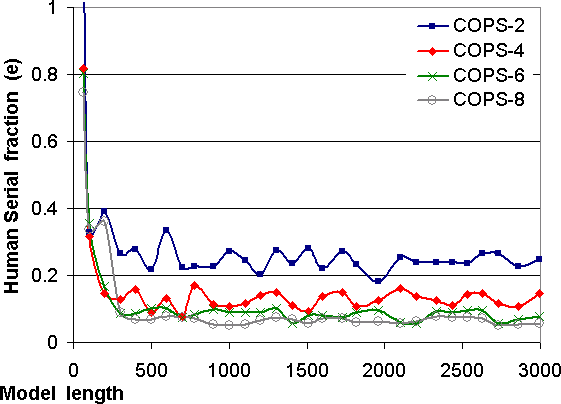 1
0.8
0.6
0.4
0.2
0
Human Serial fraction (e)
COPS-2
COPS-4
COPS-6
COPS-8
0 500 1000 1500 2000 2500 3000
Model length